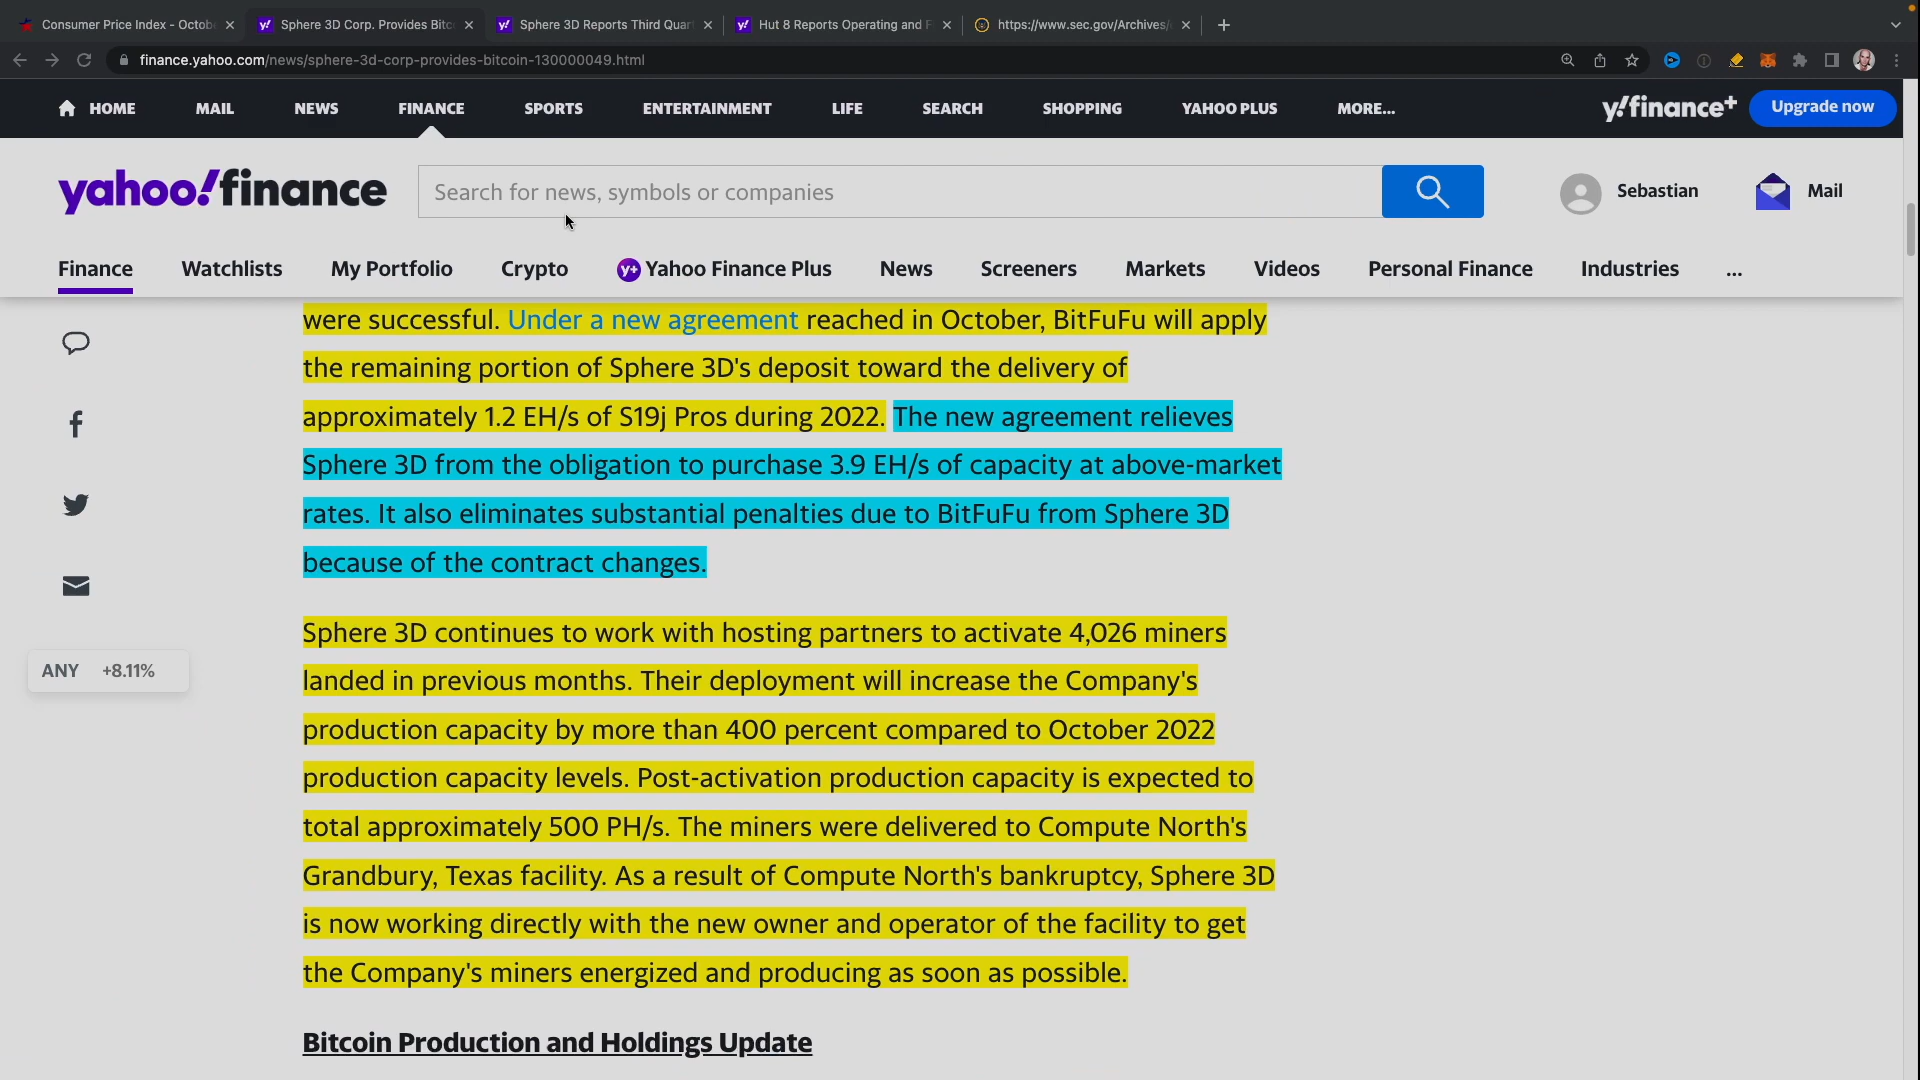 Consumer Price Index - Octobe
Sphere 3D Corp. Provides Bitc
Sphere 3D Reports Third Quar
Hut 8 Reports Operating and F
https://www.sec.gov/Archives/
finance.yahoo.com/news/sphere-3d-corp-provides-bitcoin-130000049.html
HOME MAIL NEWS FINANCE SPORTS ENTERTAINMENT LIFE SEARCH SHOPPING YAHOO PLUS MORE...
y!finance+ Upgrade now
yahoo!finance
Search for news, symbols or companies
Sebastian
Mail
Finance Watchlists My Portfolio Crypto y+ Yahoo Finance Plus News Screeners Markets Videos Personal Finance Industries ...
were successful. Under a new agreement reached in October, BitFuFu will apply
the remaining portion of Sphere 3D's deposit toward the delivery of
approximately 1.2 EH/s of S19j Pros during 2022. The new agreement relieves
Sphere 3D from the obligation to purchase 3.9 EH/s of capacity at above-market
rates. It also eliminates substantial penalties due to BitFuFu from Sphere 3D
because of the contract changes.
ANY +8.11%
Sphere 3D continues to work with hosting partners to activate 4,026 miners
landed in previous months. Their deployment will increase the Company's
production capacity by more than 400 percent compared to October 2022
production capacity levels. Post-activation production capacity is expected to
total approximately 500 PH/s. The miners were delivered to Compute North's
Grandbury, Texas facility. As a result of Compute North's bankruptcy, Sphere 3D
is now working directly with the new owner and operator of the facility to get
the Company's miners energized and producing as soon as possible.
Bitcoin Production and Holdings Update